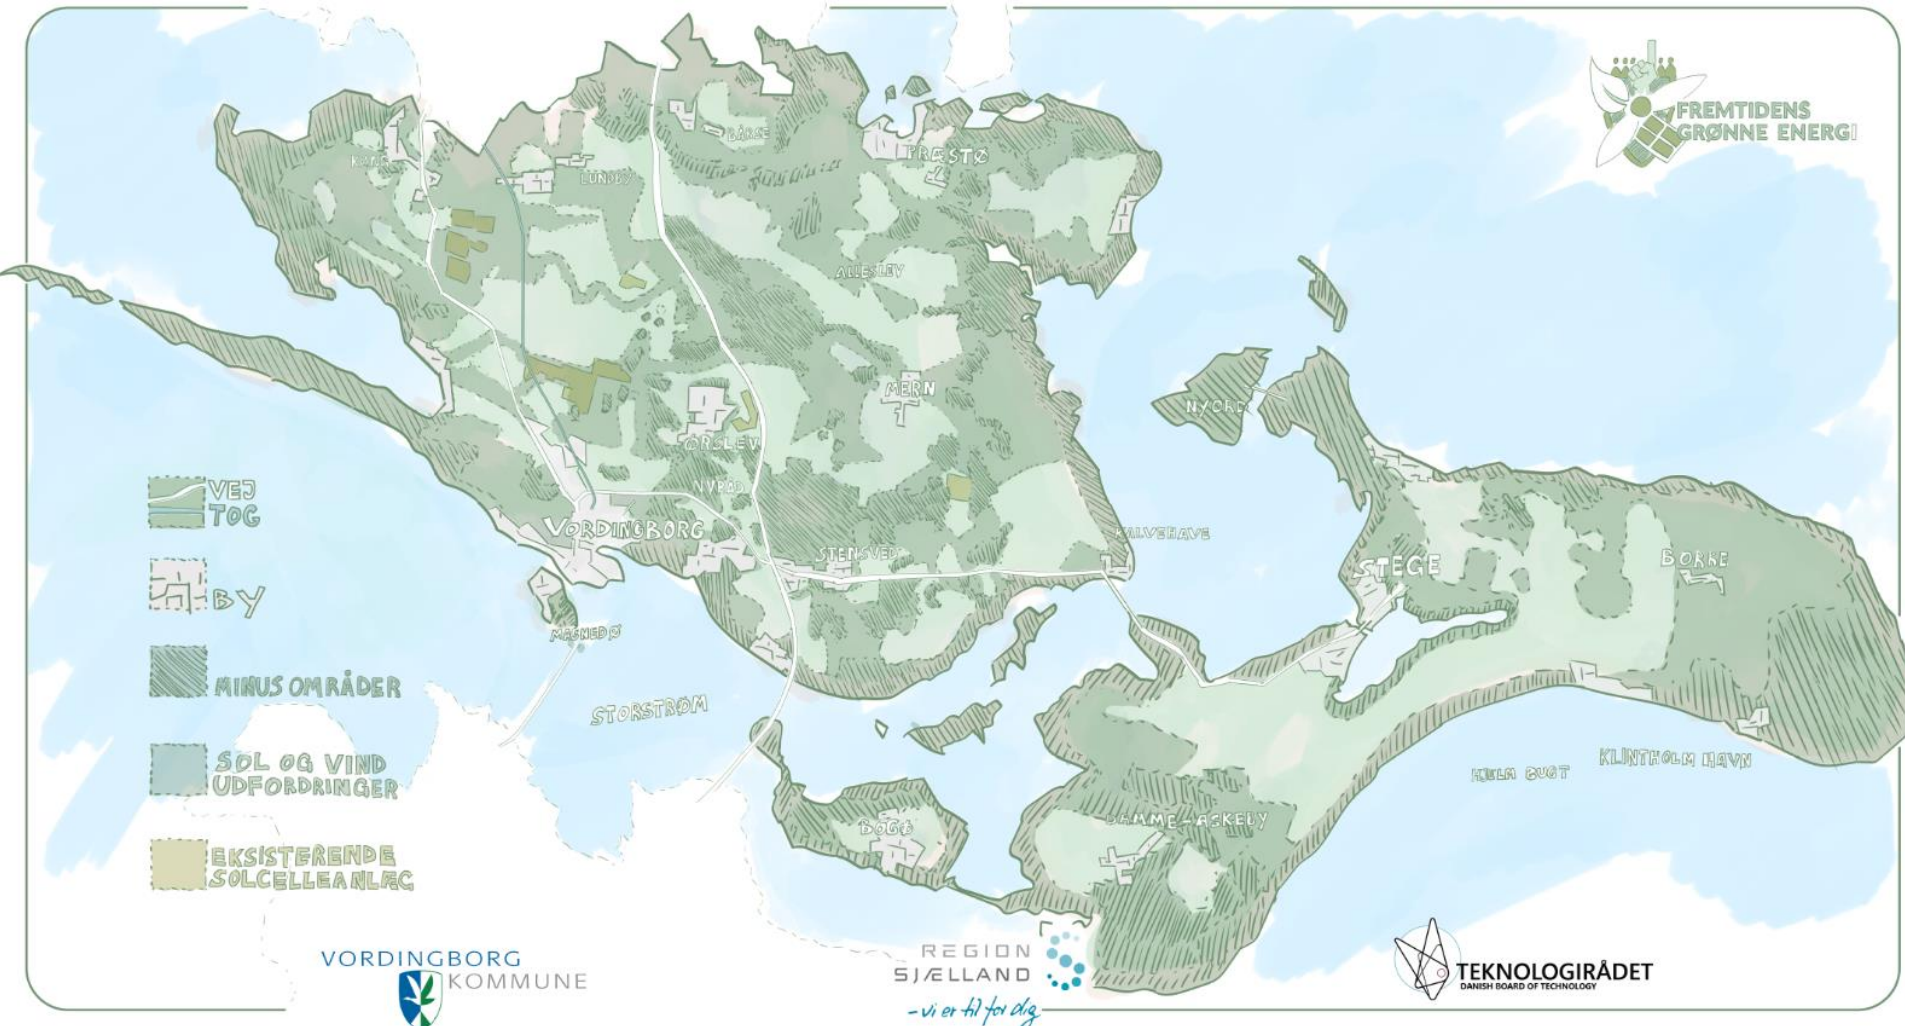 FREMTIDENS
GRØNNE ENERGI
BÅRSE
PRÆSTØ
LUNDBY
ALLESLEV
MERN
NYORD
ØRSLEV
NYRÅD
VORDINGBORG
STENSVED
KALVEHAVE
STEGE
BORRE
MASNEDØ
STORSTRØM
HJELM BUGT
KLINTHOLM HAVN
BOGØ
DAMME-ASKEBY
VEJ
TOG
BY
MINUS OMRÅDER
SOL OG VIND
UDFORDRINGER
EKSISTERENDE
SOLCELLEANLÆG
VORDINGBORG
KOMMUNE
REGION
SJÆLLAND
- vi er til for dig
TEKNOLOGIRÅDET
DANISH BOARD OF TECHNOLOGY